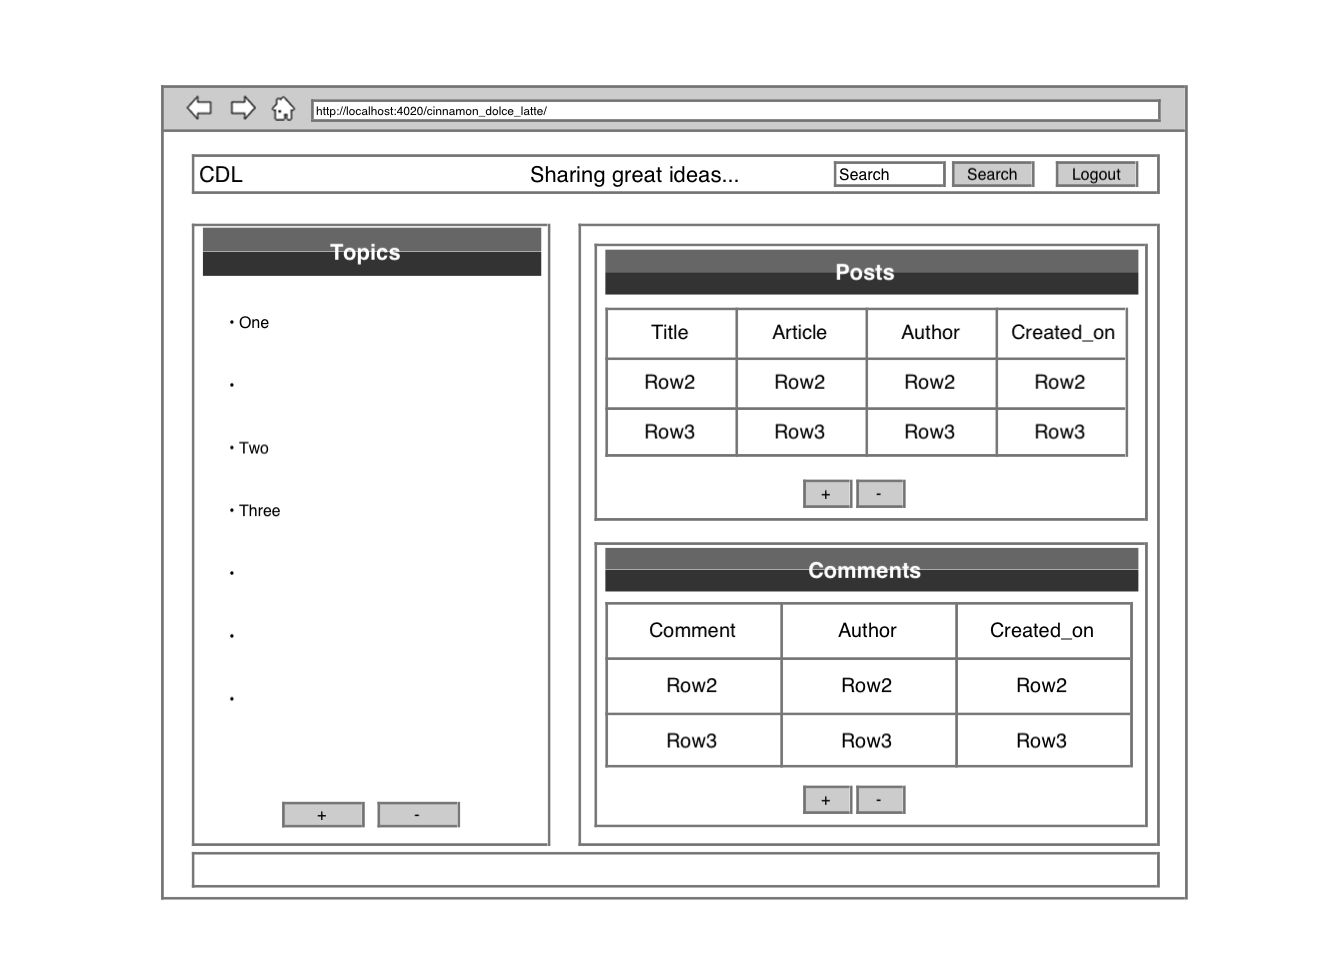 http://localhost:4020/cinnamon_dolce_latte/
CDL Sharing great ideas... Search Search Logout
Topics
• One
•
• Two
• Three
•
•
•
+ -
Posts
Title Article Author Created_on
Row2 Row2 Row2 Row2
Row3 Row3 Row3 Row3
+ -
Comments
Comment Author Created_on
Row2 Row2 Row2
Row3 Row3 Row3
+ -